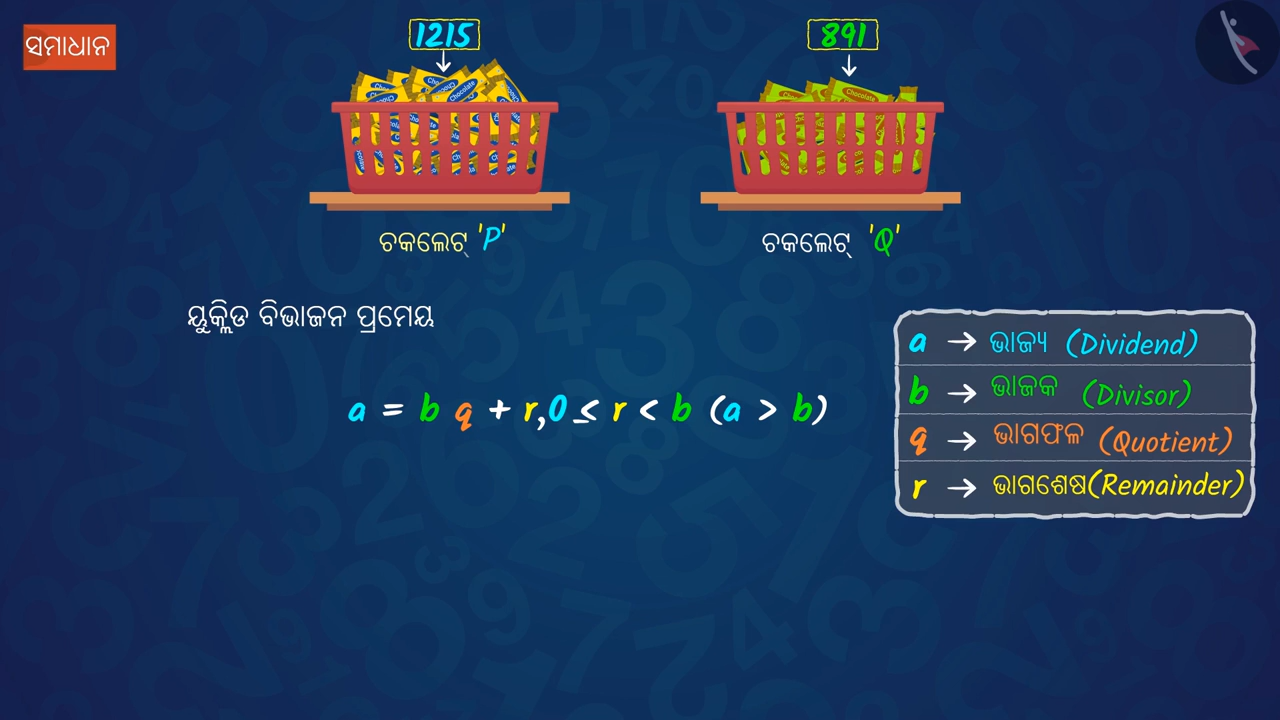 ସମାଧାନ
1215
891
ଚକଲେଟ୍ 'P'
ଚକଲେଟ୍ 'Q'
ୟୁକ୍ଲିଡ ବିଭାଜନ ପ୍ରମେୟ
a = b q + r, 0 ≤ r < b (a > b)
a → ଭାଜ୍ୟ (Dividend)
b → ଭାଜକ (Divisor)
q → ଭାଗଫଳ (Quotient)
r → ଭାଗଶେଷ(Remainder)